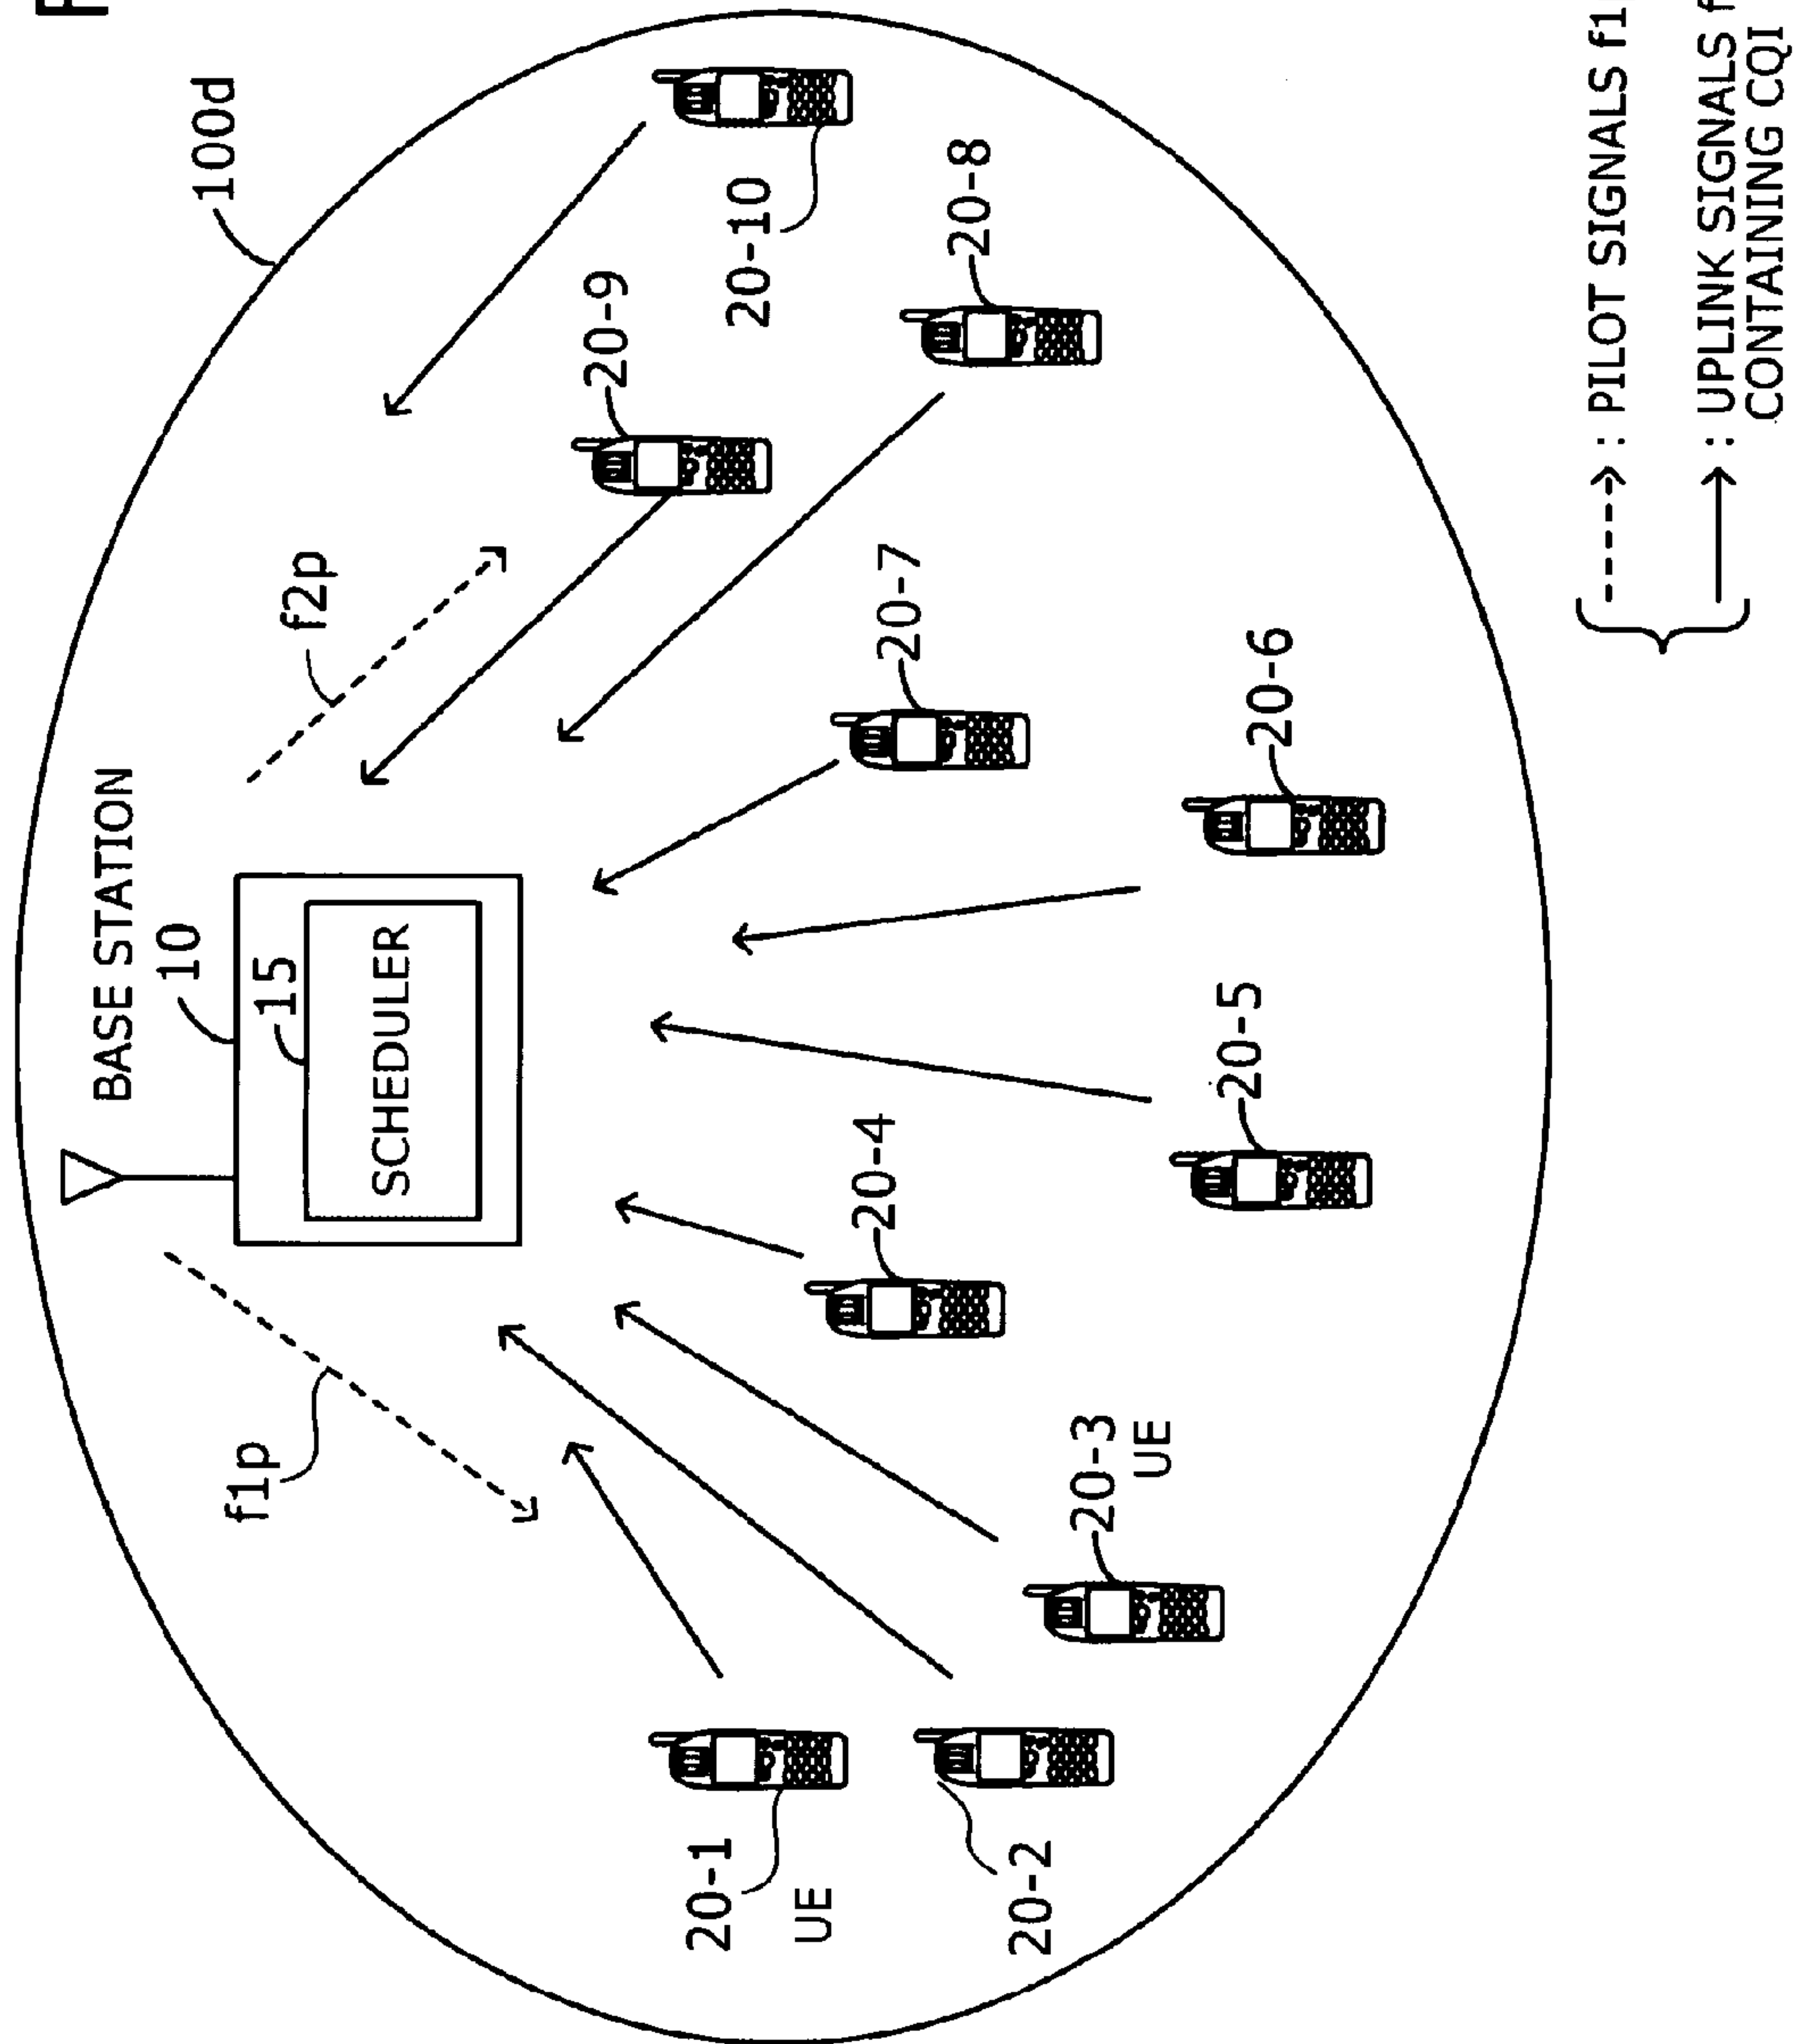 BASE STATION
10
100d
f1p
15
f2p
SCHEDULER
20-9
20-1
UE
20-10
20-4
20-7
20-8
20-2
20-3
UE
20-5
20-6
: PILOT SIGNALS f1
: UPLINK SIGNALS f
CONTAINING CQI